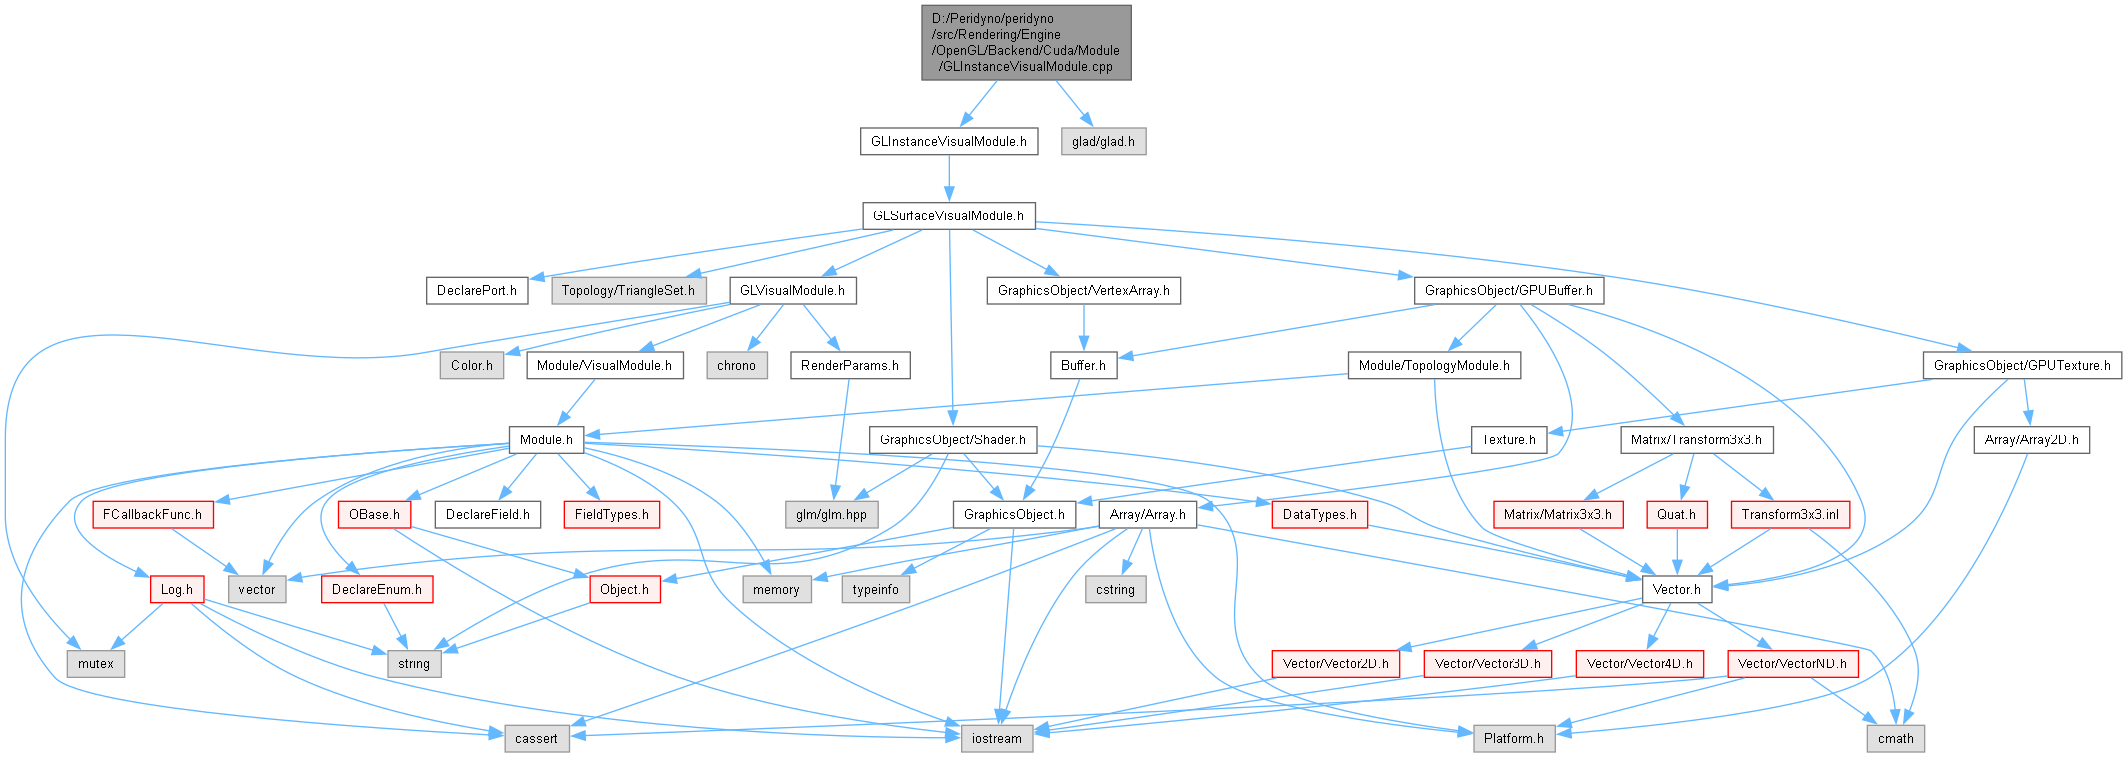 D:/Peridyno/peridyno
/src/Rendering/Engine
/OpenGL/Backend/Cuda/Module
/GLInstanceVisualModule.cpp
GLInstanceVisualModule.h
glad/glad.h
GLSurfaceVisualModule.h
DeclarePort.h
Topology/TriangleSet.h
GLVisualModule.h
GraphicsObject/VertexArray.h
GraphicsObject/GPUBuffer.h
Color.h
Module/VisualModule.h
chrono
RenderParams.h
Buffer.h
Module/TopologyModule.h
GraphicsObject/GPUTexture.h
Module.h
GraphicsObject/Shader.h
Texture.h
Matrix/Transform3x3.h
Array/Array2D.h
FCallbackFunc.h
OBase.h
DeclareField.h
FieldTypes.h
glm/glm.hpp
GraphicsObject.h
Array/Array.h
DataTypes.h
Matrix/Matrix3x3.h
Quat.h
Transform3x3.inl
Log.h
vector
DeclareEnum.h
Object.h
memory
typeinfo
cstring
Vector.h
mutex
string
Vector/Vector2D.h
Vector/Vector3D.h
Vector/Vector4D.h
Vector/VectorND.h
cassert
iostream
Platform.h
cmath